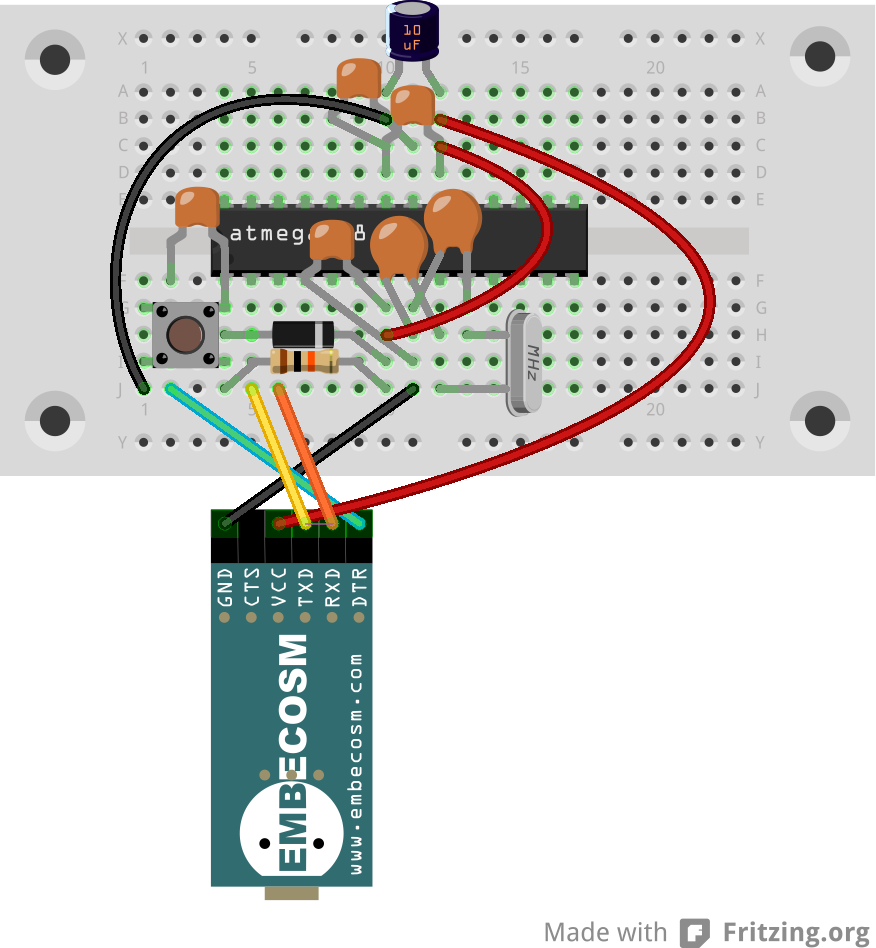 10
uF
X X
1 5 10 15 20
A A
B B
C C
D D
E E
atmega 8
F
G G
H H
I I
MHz
J J
1 5 20
Y Y
GND
CTS
VCC
TXD
RXD
DTR
EMBECOSM
www.embecosm.com
Made with Fritzing.org